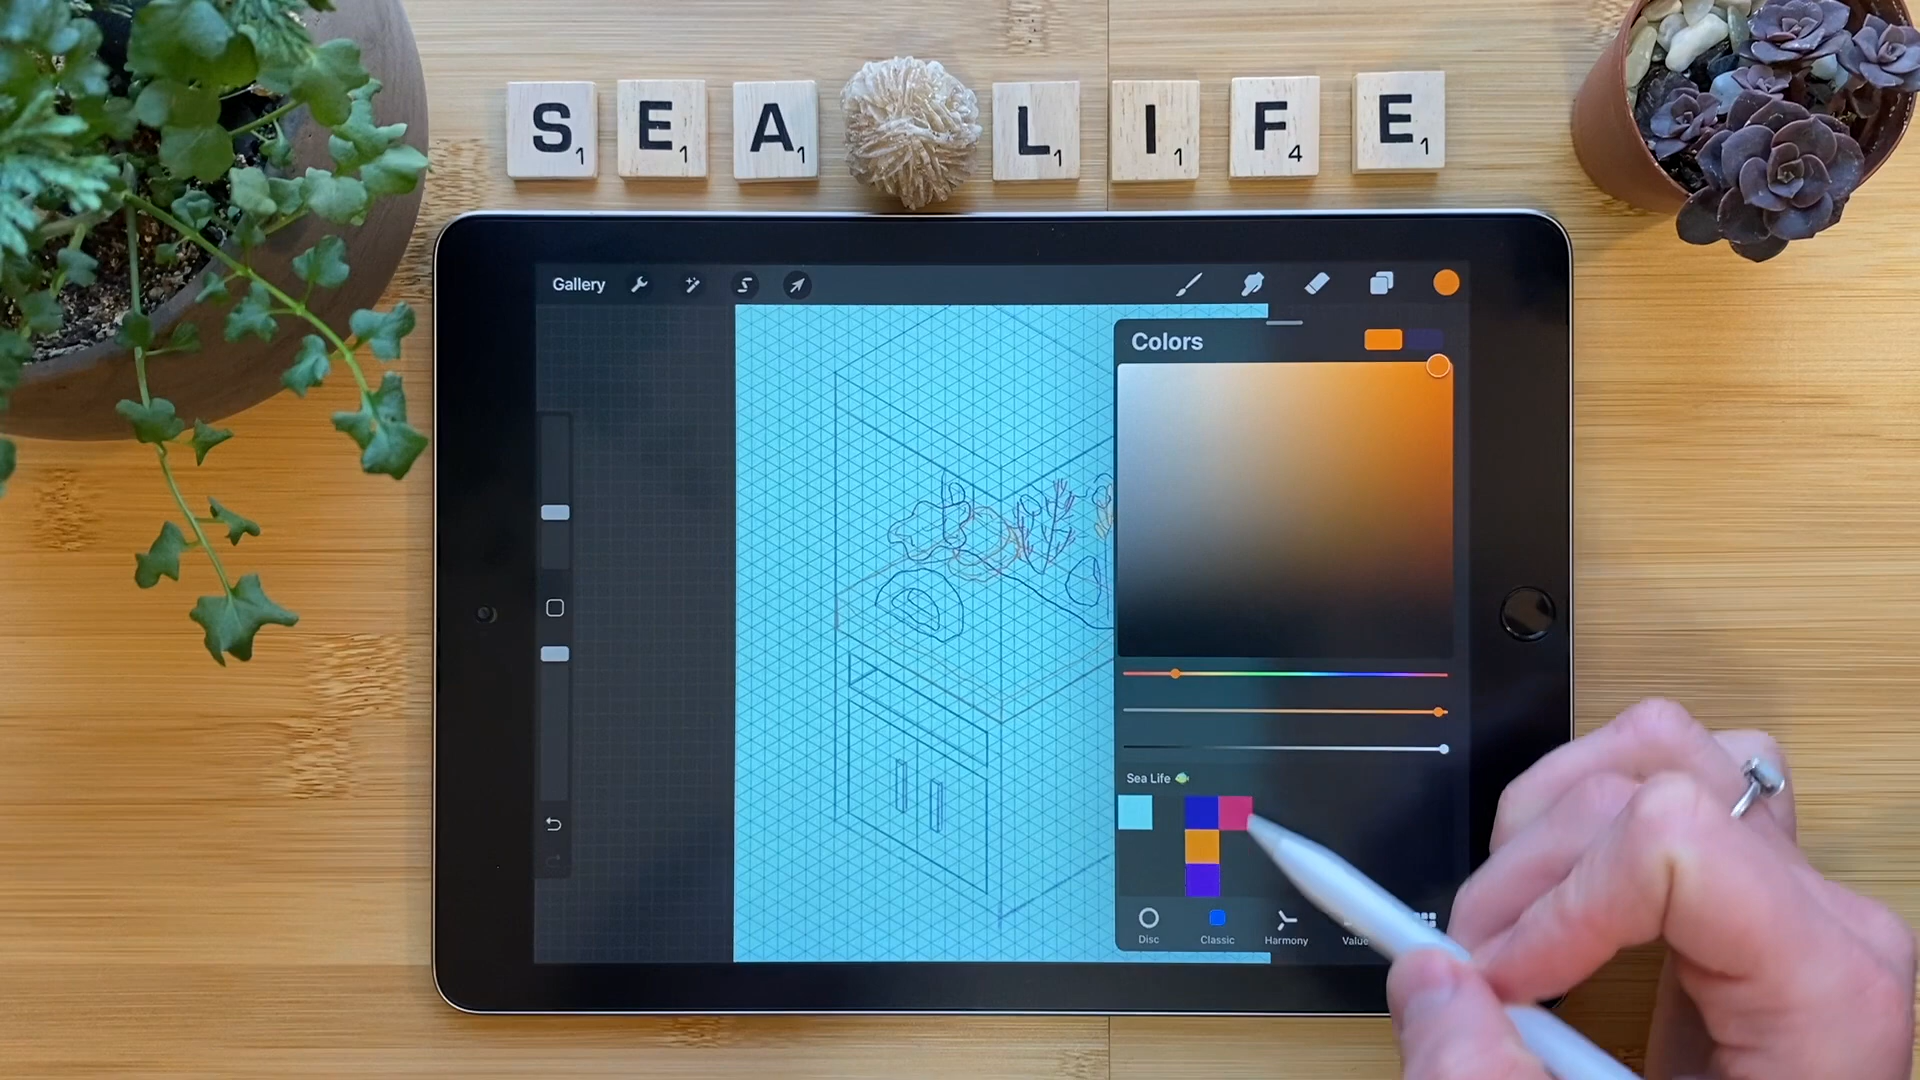 S1 E1 A1 L1 I1 F4 E1
Gallery
Colors
Sea Life
Disc Classic Harmony Value